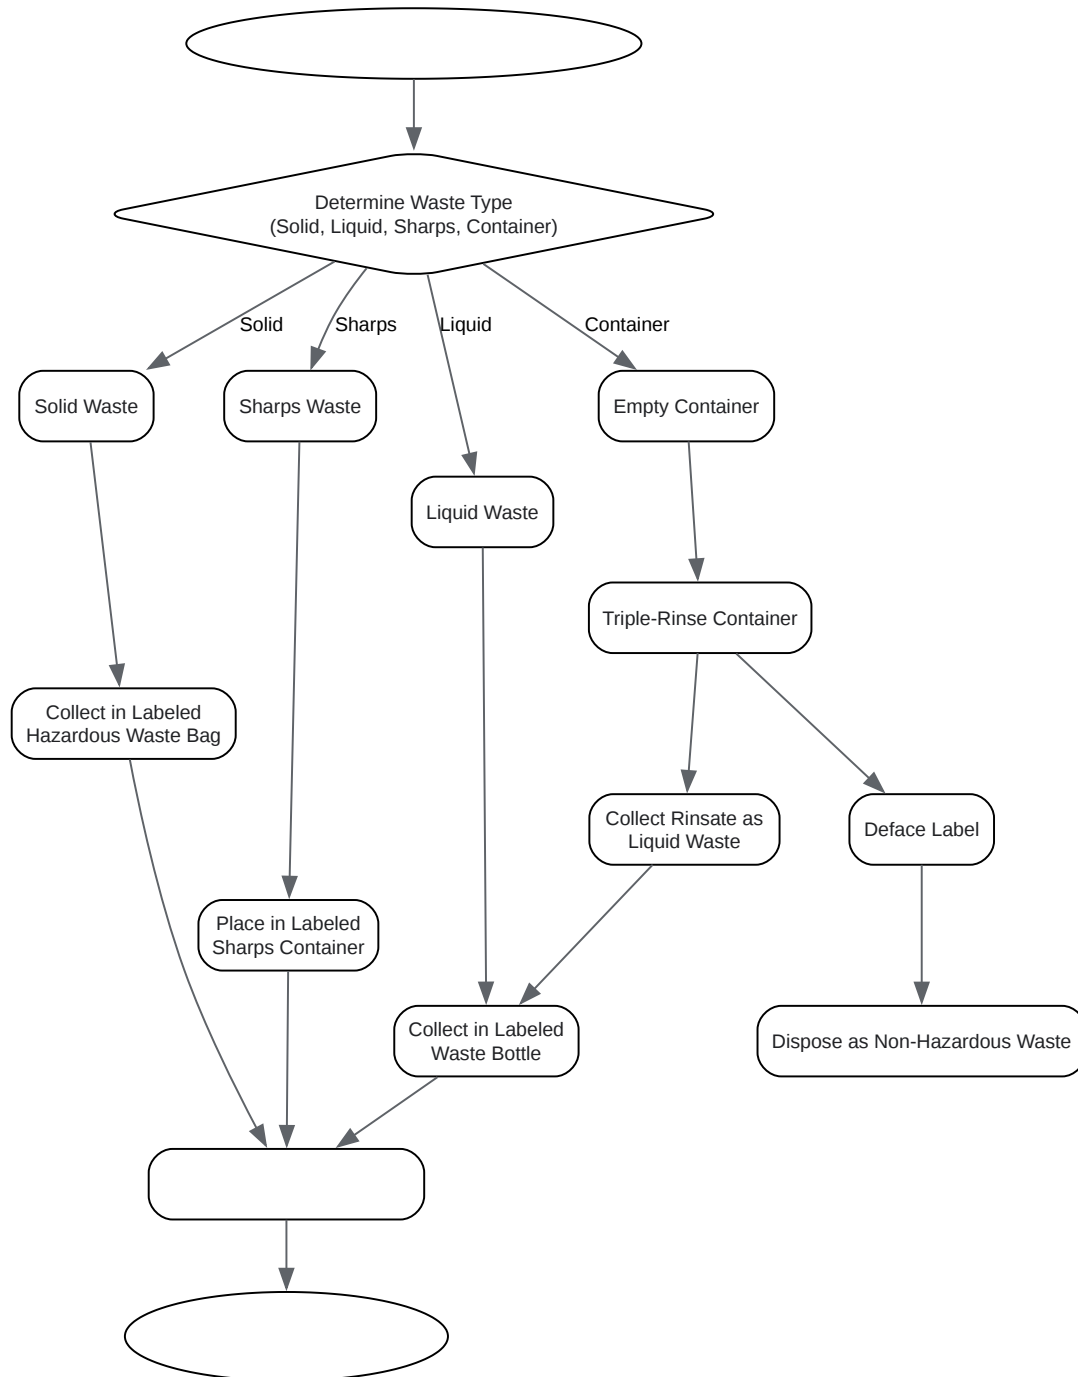 Determine Waste Type
(Solid, Liquid, Sharps, Container)
Solid
Sharps
Liquid
Container
Solid Waste
Sharps Waste
Empty Container
Liquid Waste
Triple-Rinse Container
Collect in Labeled
Hazardous Waste Bag
Collect Rinsate as
Liquid Waste
Deface Label
Place in Labeled
Sharps Container
Collect in Labeled
Waste Bottle
Dispose as Non-Hazardous Waste